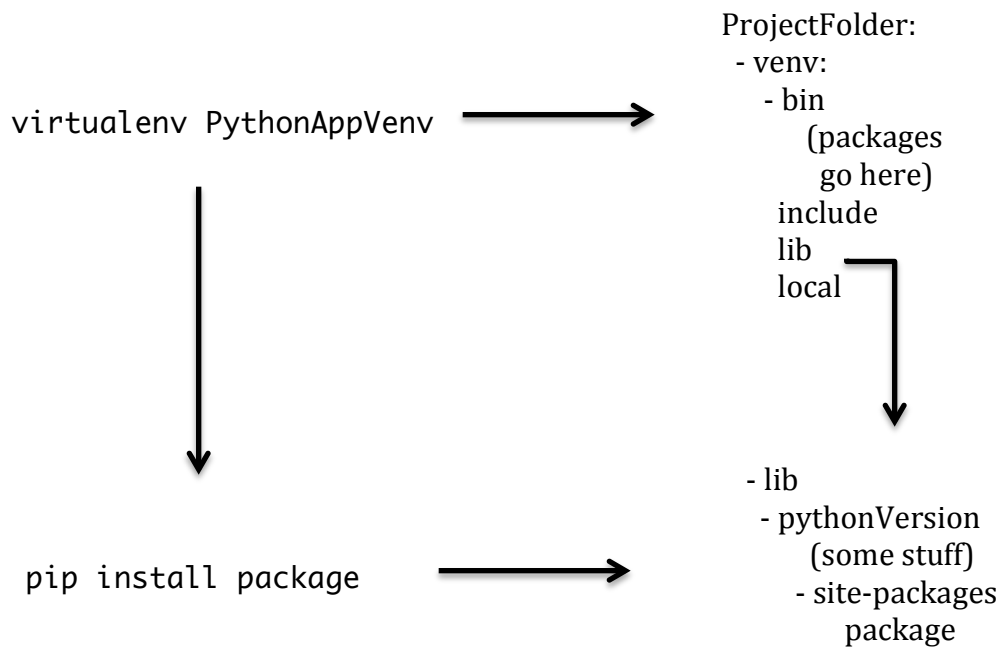 virtualenv PythonAppVenv
ProjectFolder:
- venv:
- bin
(packages
go here)
include
lib
local
pip install package
- lib
- pythonVersion
(some stuff)
- site-packages
package